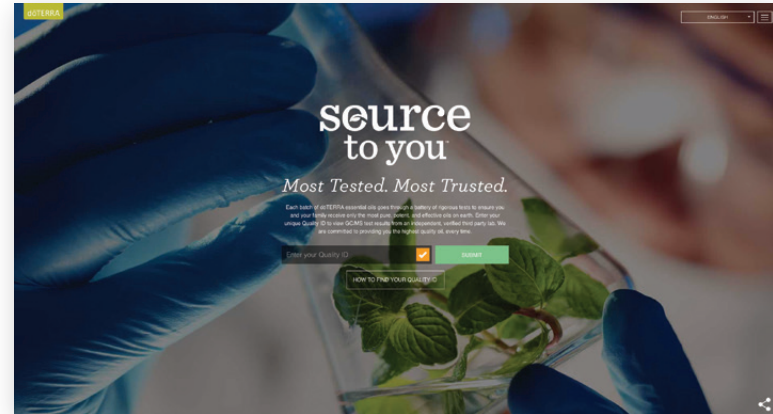 dōTERRA
ENGLISH
source
to you
Most Tested. Most Trusted.
Each batch of dōTERRA essential oils goes through a battery of rigorous tests to ensure you
and your family receive only the most pure, potent, and effective oils on earth. Enter your
unique Quality ID to view GC/MS test results from an independent, verified third party lab. We
are committed to providing you the highest quality oil, every time.
Enter your Quality ID
SUBMIT
HOW TO FIND YOUR QUALITY ID